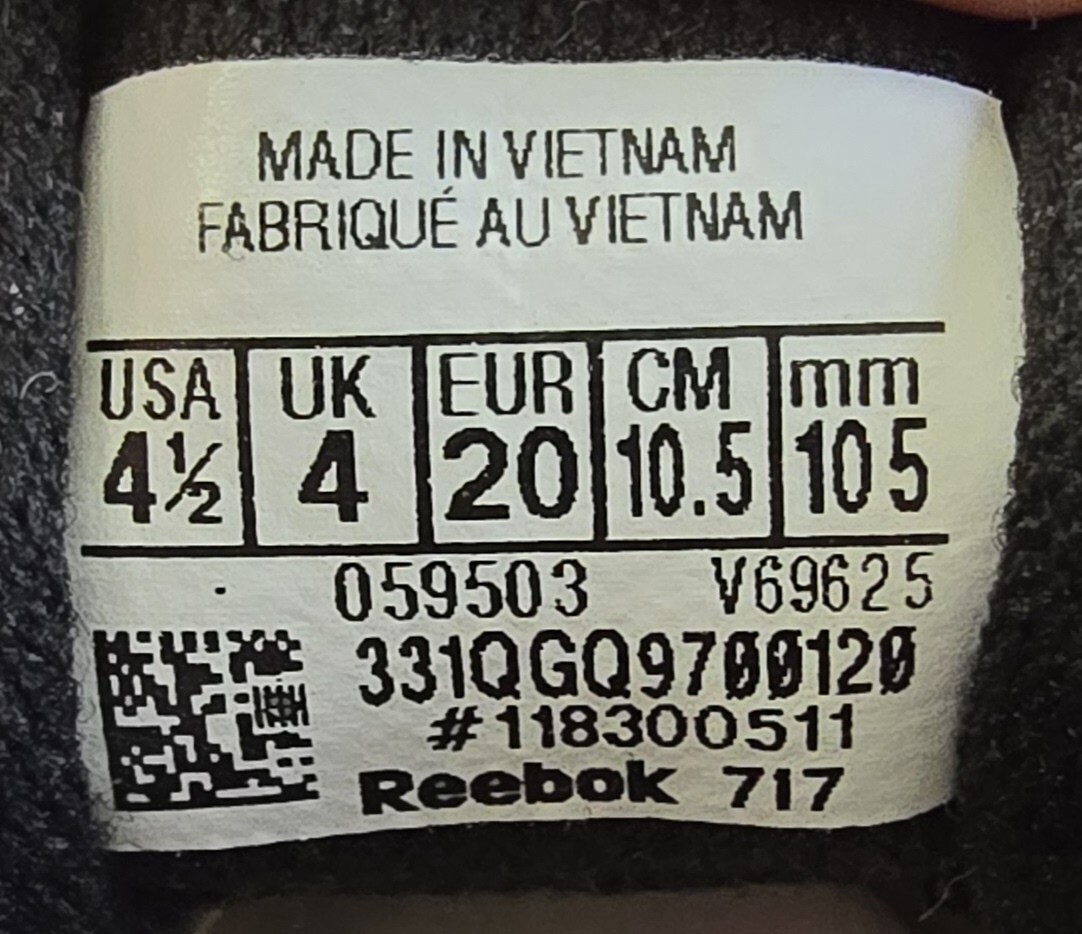 MADE IN VIETNAM
FABRIQUÉ AU VIETNAM
USA UK EUR CM mm
4½ 4 20 10.5 105
059503 V69625
331QGQ9700120
#118300511
Reebok 717